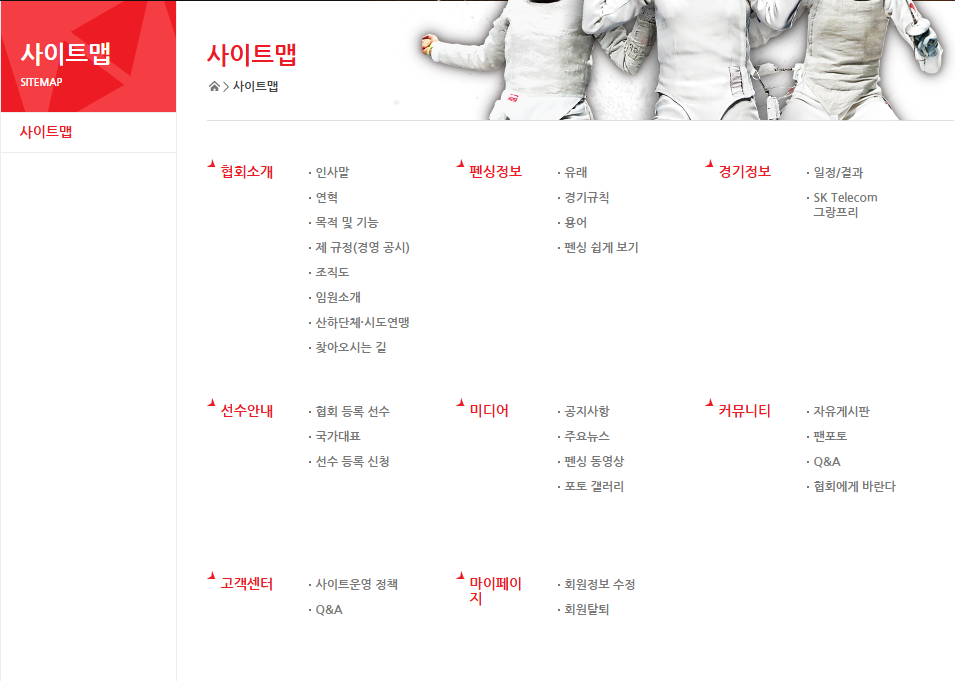 사이트맵
SITEMAP
사이트맵
사이트맵
사이트맵
협회소개
· 인사말
· 연혁
· 목적 및 기능
· 제 규정(경영 공시)
· 조직도
· 임원소개
· 산하단체·시도연맹
· 찾아오시는 길
펜싱정보
· 유래
· 경기규칙
· 용어
· 펜싱 쉽게 보기
경기정보
· 일정/결과
· SK Telecom
그랑프리
선수안내
· 협회 등록 선수
· 국가대표
· 선수 등록 신청
미디어
· 공지사항
· 주요뉴스
· 펜싱 동영상
· 포토 갤러리
커뮤니티
· 자유게시판
· 팬포토
· Q&A
· 협회에게 바란다
고객센터
· 사이트운영 정책
· Q&A
마이페이
지
· 회원정보 수정
· 회원탈퇴